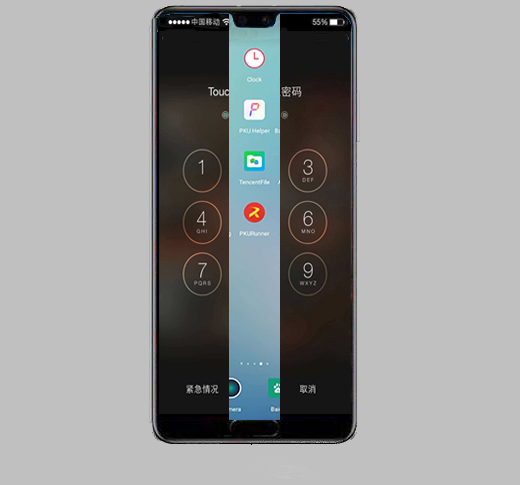 中国移动 55%
Clock
Touc 密码
PKU Helper
1 3
DEF
TencentFile
4 6
GHI MNO
PKURunner
7 9
PQRS WXYZ
紧急情况 取消
mera Bai